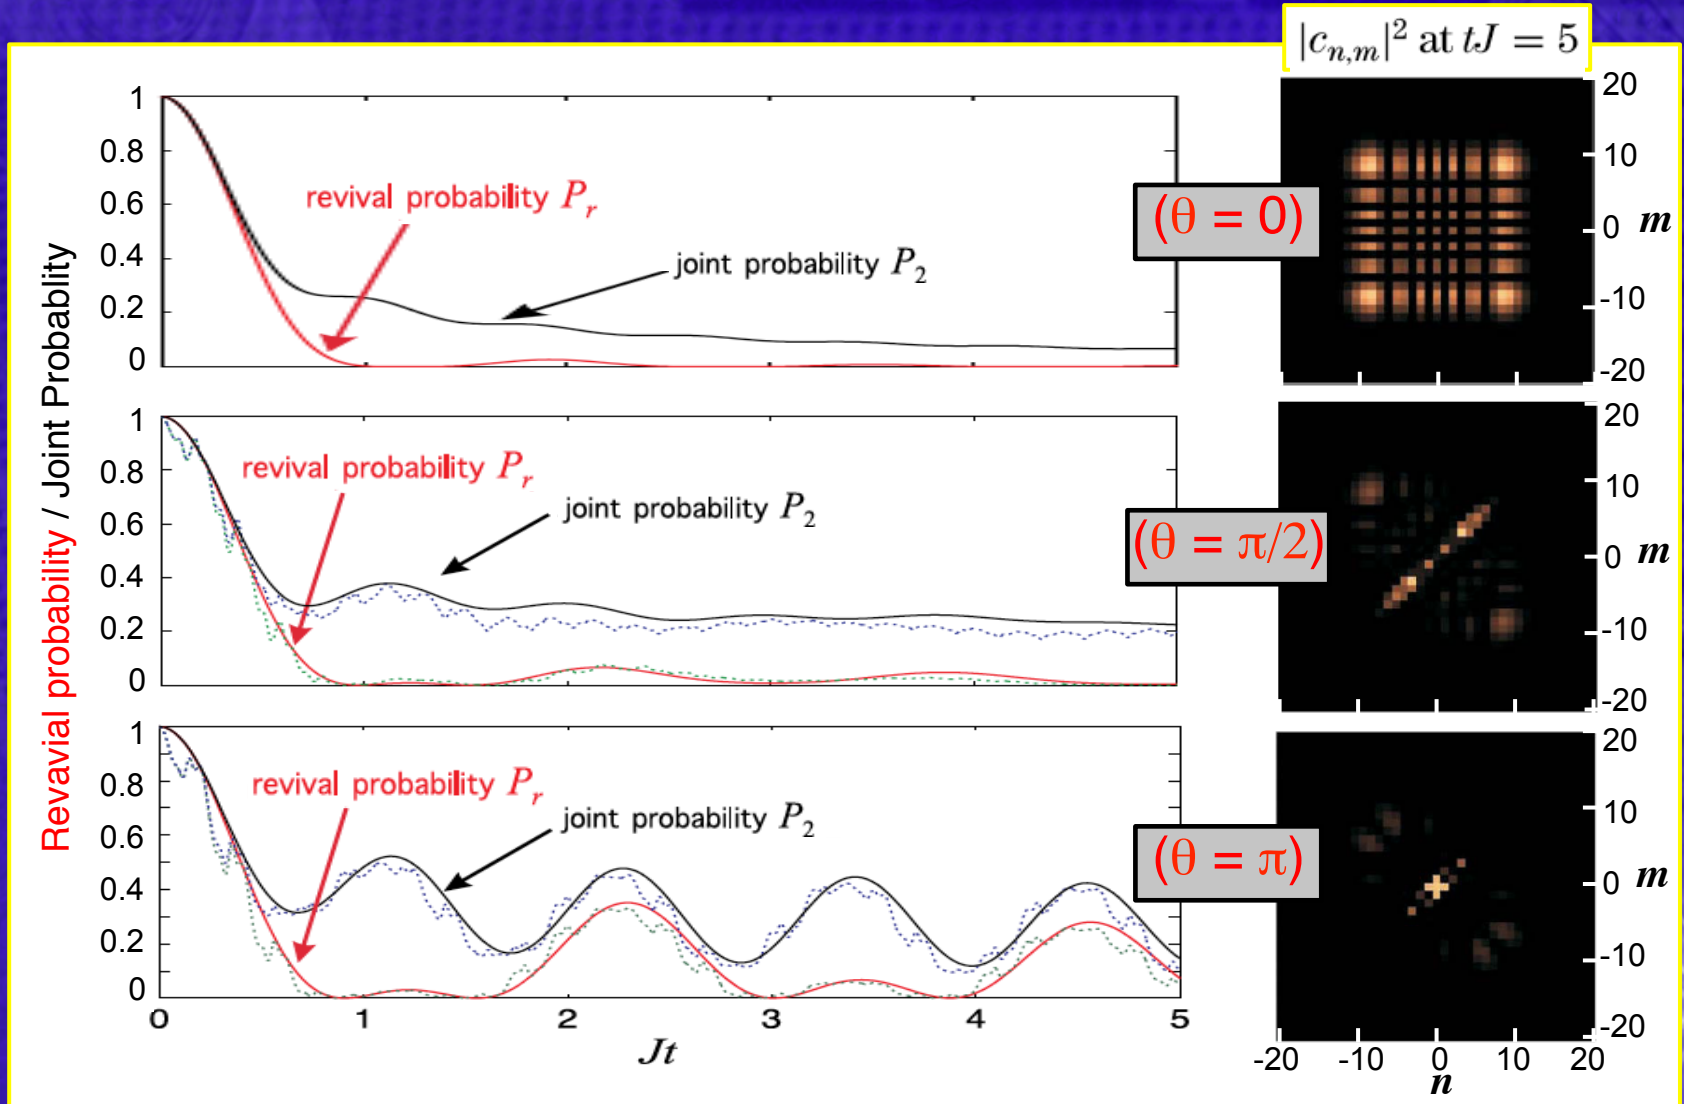 |c_{n,m}|² at tJ = 5
Revavial probability / Joint Probablity
1
0.8
0.6
0.4
0.2
0
revival probability P_r
joint probability P_2
(θ = 0)
20
10
0 m
-10
-20
1
0.8
0.6
0.4
0.2
0
revival probability P_r
joint probability P_2
(θ = π/2)
20
10
0 m
-10
-20
1
0.8
0.6
0.4
0.2
0
revival probability P_r
joint probability P_2
(θ = π)
20
10
0 m
-10
-20
0 1 2 3 4 5
Jt
-20 -10 0 10 20
n